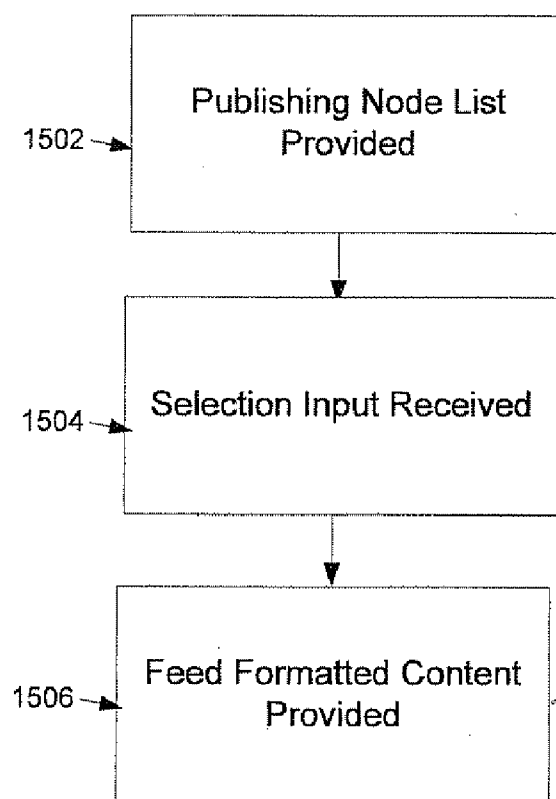 Publishing Node List
Provided
1502
Selection Input Received
1504
Feed Formatted Content
Provided
1506